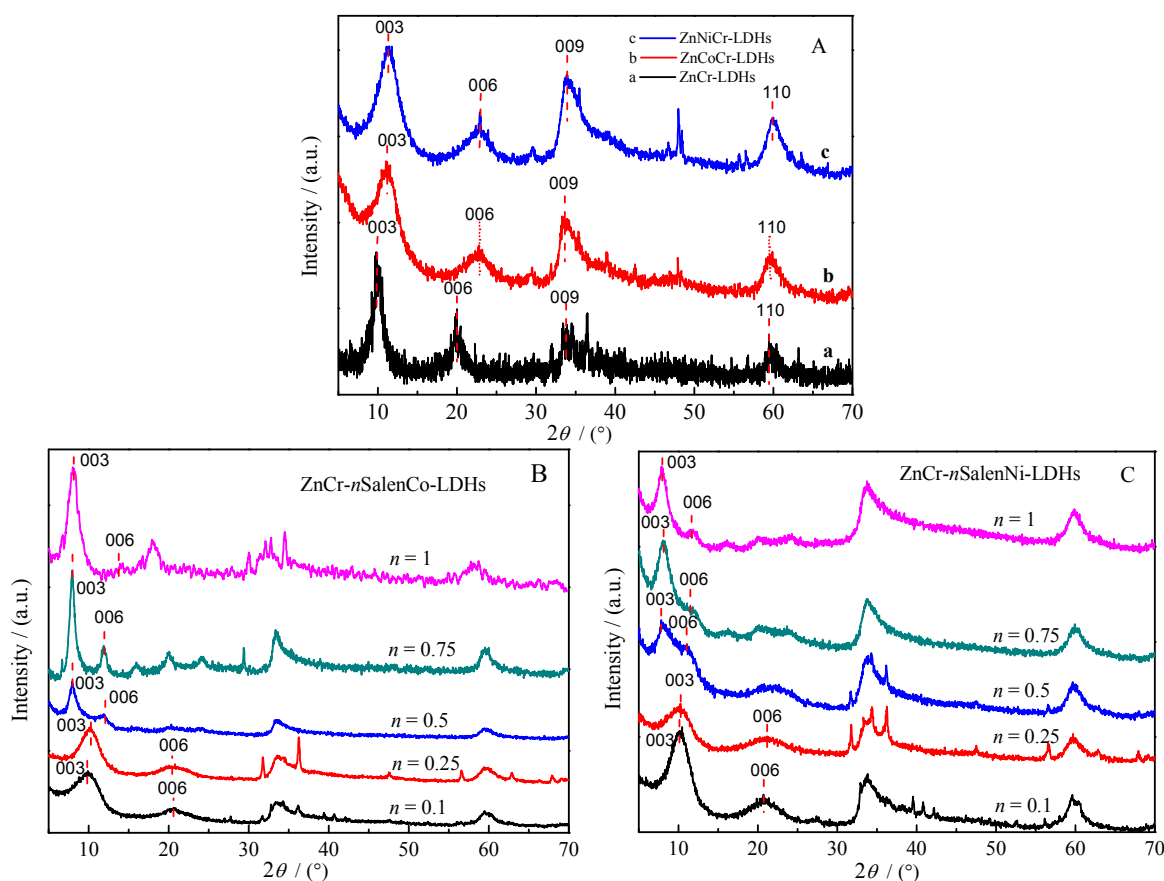 A
c ZnNiCr-LDHs
b ZnCoCr-LDHs
a ZnCr-LDHs
003
006
009
110
c
003
006
009
110
b
003
006
009
110
a
Intensity / (a.u.)
10 20 30 40 50 60 70
2θ / (°)
B
ZnCr-nSalenCo-LDHs
003
006
n = 1
003
006
n = 0.75
003
006
n = 0.5
003
006
n = 0.25
003
006
n = 0.1
Intensity / (a.u.)
10 20 30 40 50 60 70
2θ / (°)
C
ZnCr-nSalenNi-LDHs
003
006
n = 1
003
006
n = 0.75
003
006
n = 0.5
003
006
n = 0.25
003
006
n = 0.1
Intensity / (a.u.)
10 20 30 40 50 60 70
2θ / (°)